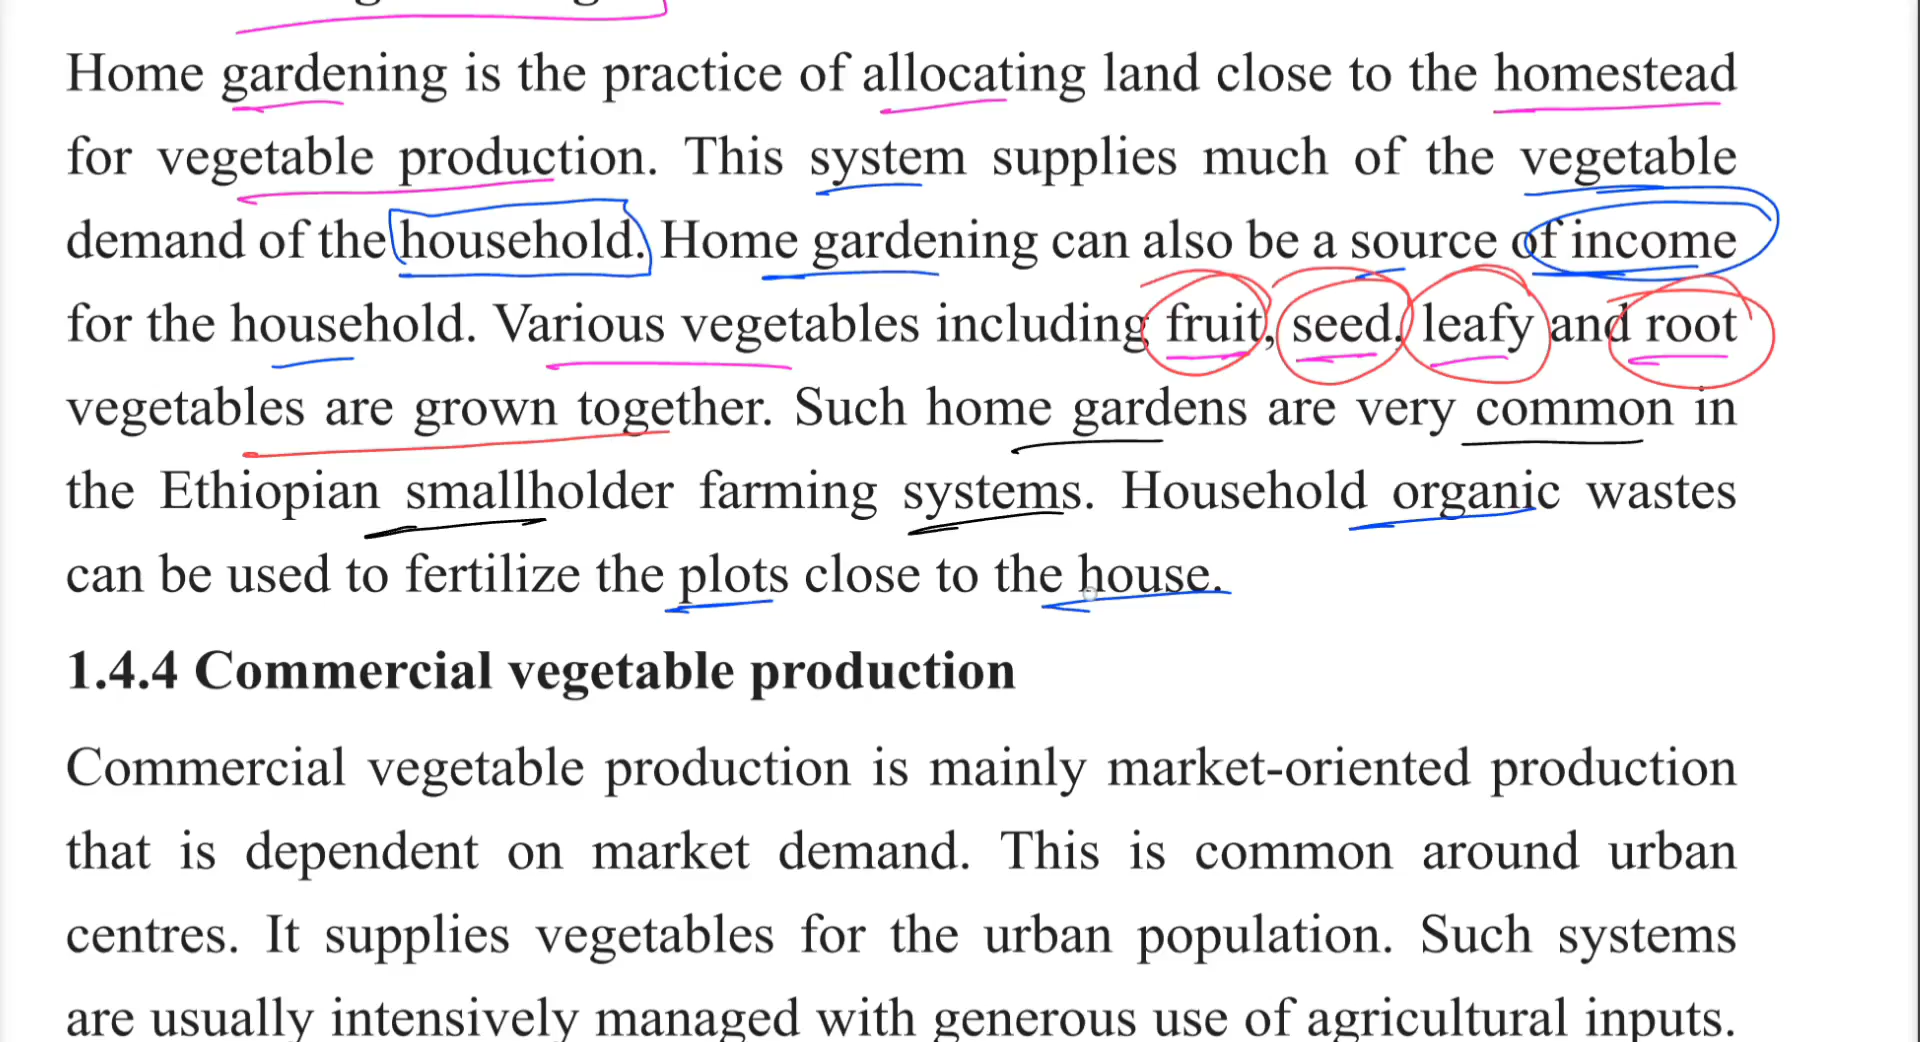 Home gardening is the practice of allocating land close to the homestead
for vegetable production. This system supplies much of the vegetable
demand of the household. Home gardening can also be a source of income
for the household. Various vegetables including fruit, seed, leafy and root
vegetables are grown together. Such home gardens are very common in
the Ethiopian smallholder farming systems. Household organic wastes
can be used to fertilize the plots close to the house.
1.4.4 Commercial vegetable production
Commercial vegetable production is mainly market-oriented production
that is dependent on market demand. This is common around urban
centres. It supplies vegetables for the urban population. Such systems
are usually intensively managed with generous use of agricultural inputs.